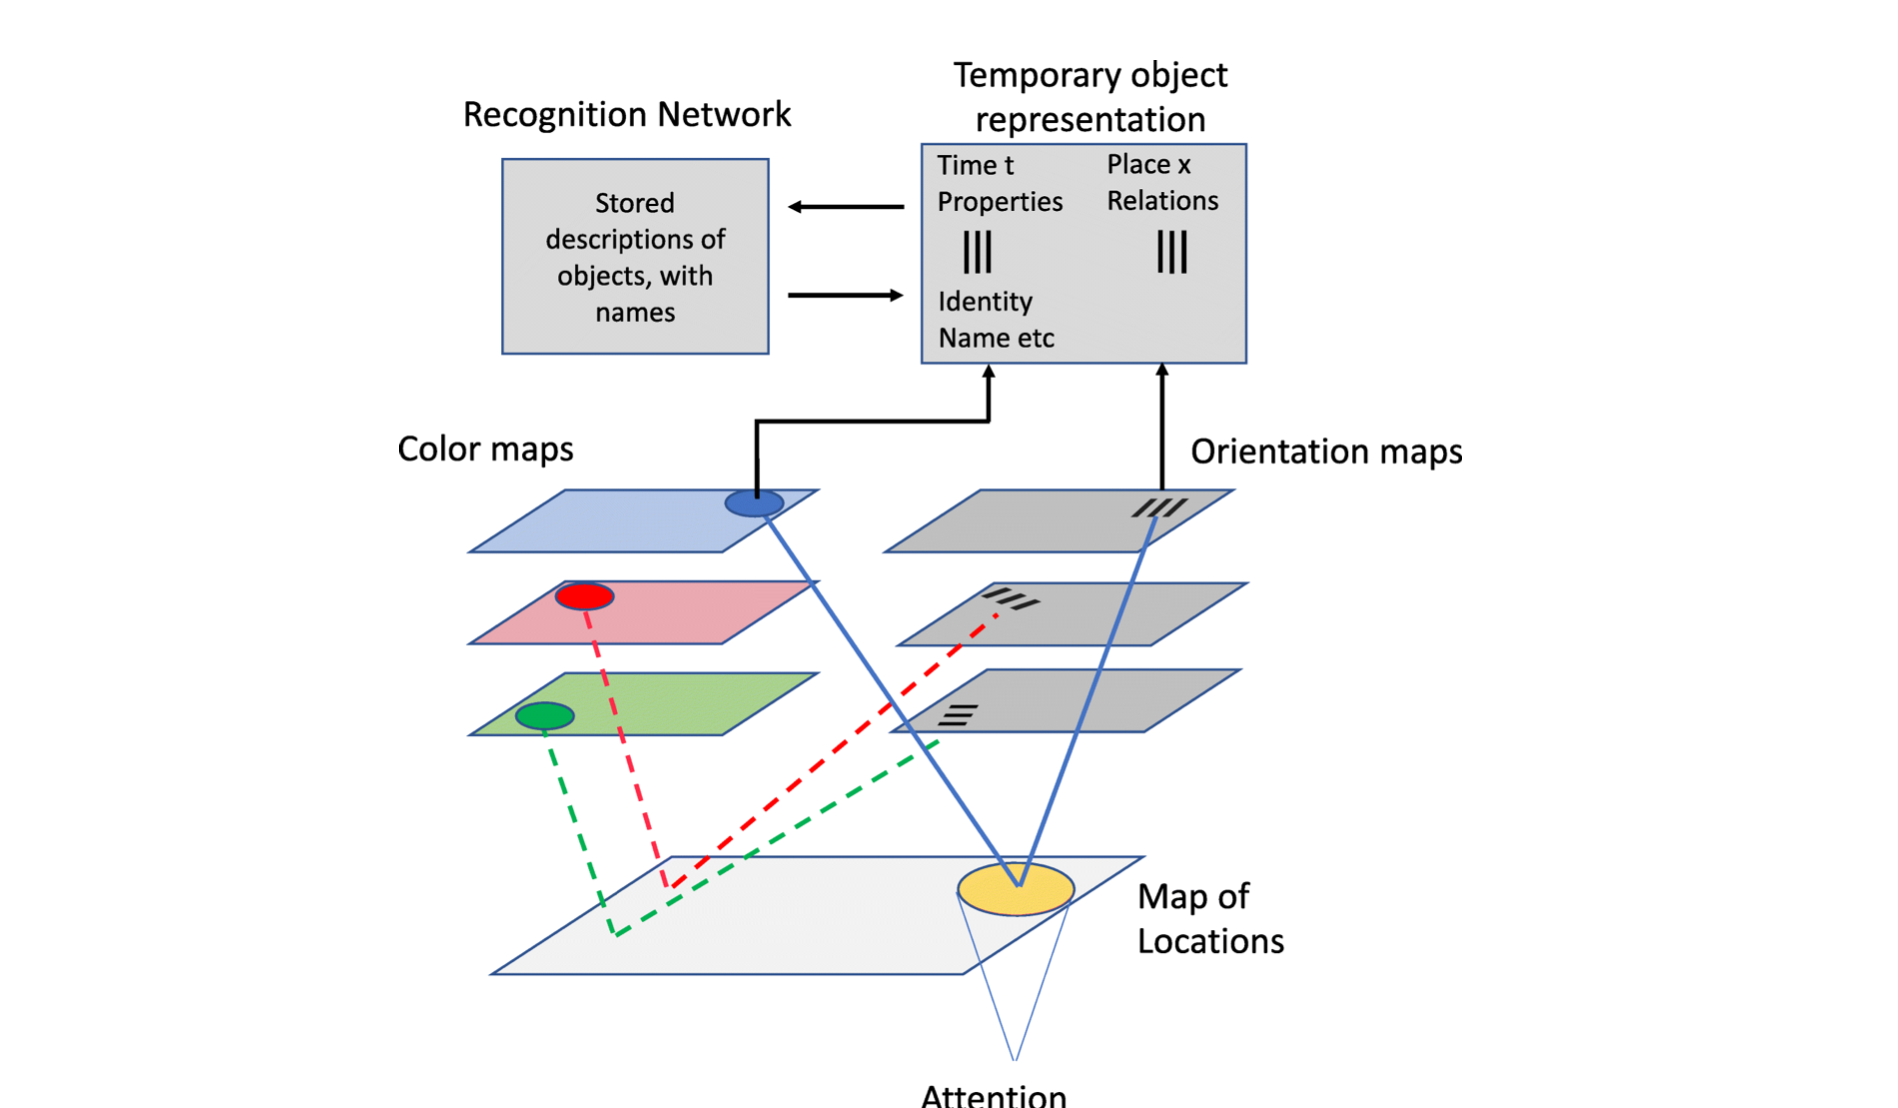 Recognition Network
Temporary object
representation
Stored
descriptions of
objects, with
names
Time t
Properties
Identity
Name etc
Place x
Relations
Color maps
Orientation maps
Map of
Locations
Attention